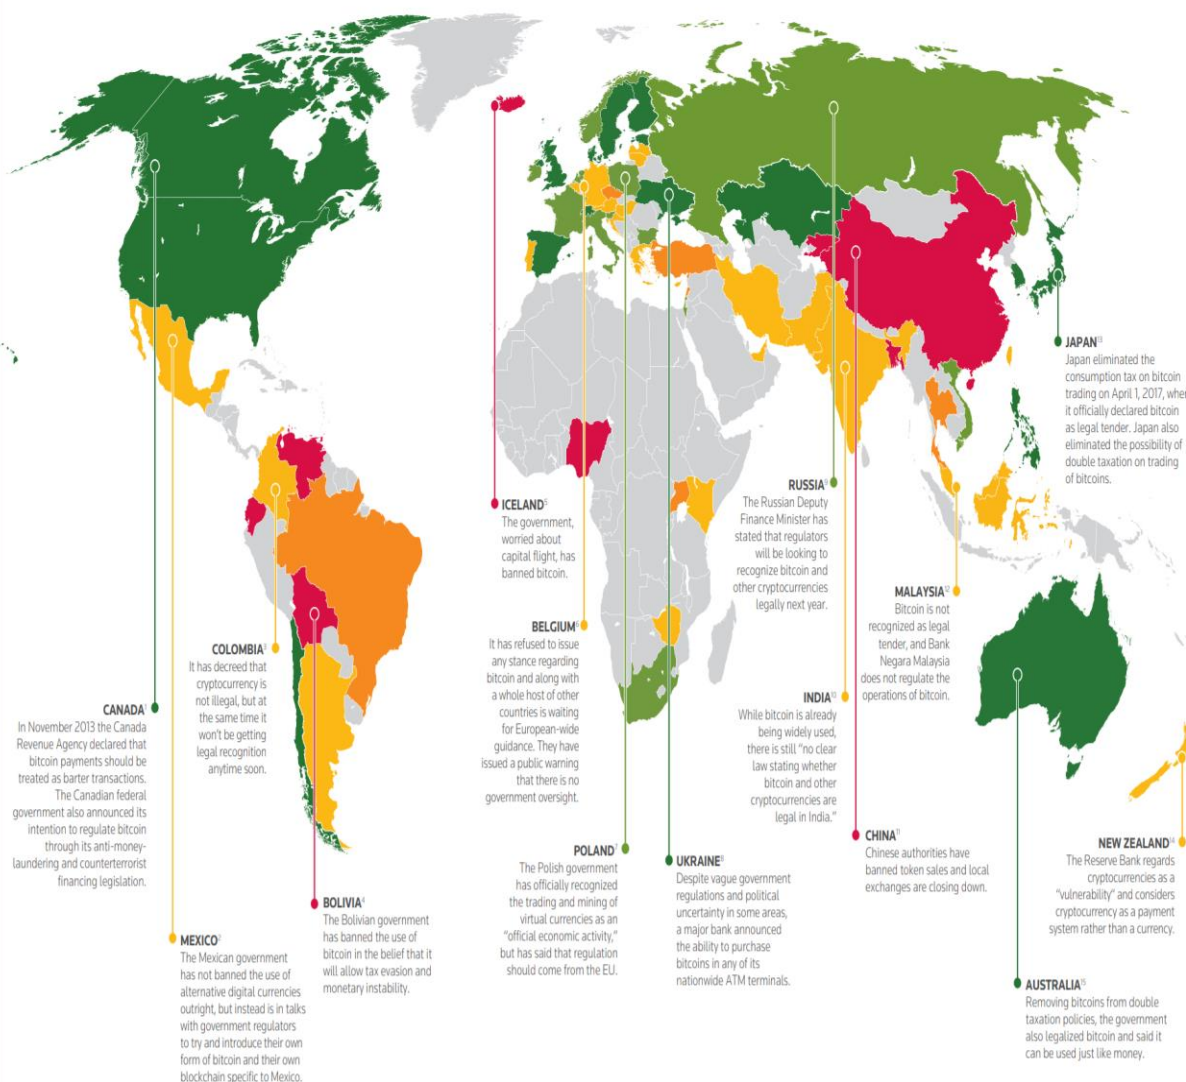 CANADA¹
In November 2013 the Canada
Revenue Agency declared that
bitcoin payments should be
treated as barter transactions.
The Canadian federal
government also announced its
intention to regulate bitcoin
through its anti-money-
laundering and counterterrorist
financing legislation.
MEXICO²
The Mexican government
has not banned the use of
alternative digital currencies
outright, but instead is in talks
with government regulators
to try and introduce their own
form of bitcoin and their own
blockchain specific to Mexico.
COLOMBIA³
It has decreed that
cryptocurrency is
not illegal, but at
the same time it
won't be getting
legal recognition
anytime soon.
BOLIVIA⁴
The Bolivian government
has banned the use of
bitcoin in the belief that it
will allow tax evasion and
monetary instability.
ICELAND⁵
The government,
worried about
capital flight, has
banned bitcoin.
BELGIUM⁶
It has refused to issue
any stance regarding
bitcoin and along with
a whole host of other
countries is waiting
for European-wide
guidance. They have
issued a public warning
that there is no
government oversight.
POLAND⁷
The Polish government
has officially recognized
the trading and mining of
virtual currencies as an
"official economic activity,"
but has said that regulation
should come from the EU.
UKRAINE⁸
Despite vague government
regulations and political
uncertainty in some areas,
a major bank announced
the ability to purchase
bitcoins in any of its
nationwide ATM terminals.
RUSSIA⁹
The Russian Deputy
Finance Minister has
stated that regulators
will be looking to
recognize bitcoin and
other cryptocurrencies
legally next year.
INDIA¹⁰
While bitcoin is already
being widely used,
there is still "no clear
law stating whether
bitcoin and other
cryptocurrencies are
legal in India."
CHINA¹¹
Chinese authorities have
banned token sales and local
exchanges are closing down.
MALAYSIA¹²
Bitcoin is not
recognized as legal
tender, and Bank
Negara Malaysia
does not regulate the
operations of bitcoin.
JAPAN¹³
Japan eliminated the
consumption tax on bitcoin
trading on April 1, 2017, when
it officially declared bitcoin
as legal tender. Japan also
eliminated the possibility of
double taxation on trading
of bitcoins.
NEW ZEALAND¹⁴
The Reserve Bank regards
cryptocurrencies as a
"vulnerability" and considers
cryptocurrency as a payment
system rather than a currency.
AUSTRALIA¹⁵
Removing bitcoins from double
taxation policies, the government
also legalized bitcoin and said it
can be used just like money.